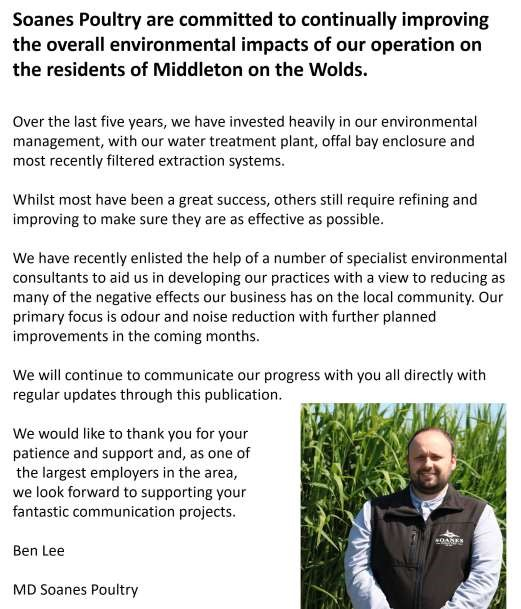 Soanes Poultry are committed to continually improving
the overall environmental impacts of our operation on
the residents of Middleton on the Wolds.
Over the last five years, we have invested heavily in our environmental
management, with our water treatment plant, offal bay enclosure and
most recently filtered extraction systems.
Whilst most have been a great success, others still require refining and
improving to make sure they are as effective as possible.
We have recently enlisted the help of a number of specialist environmental
consultants to aid us in developing our practices with a view to reducing as
many of the negative effects our business has on the local community. Our
primary focus is odour and noise reduction with further planned
improvements in the coming months.
We will continue to communicate our progress with you all directly with
regular updates through this publication.
We would like to thank you for your
patience and support and, as one of
the largest employers in the area,
we look forward to supporting your
fantastic communication projects.
Ben Lee
MD Soanes Poultry
SOANES